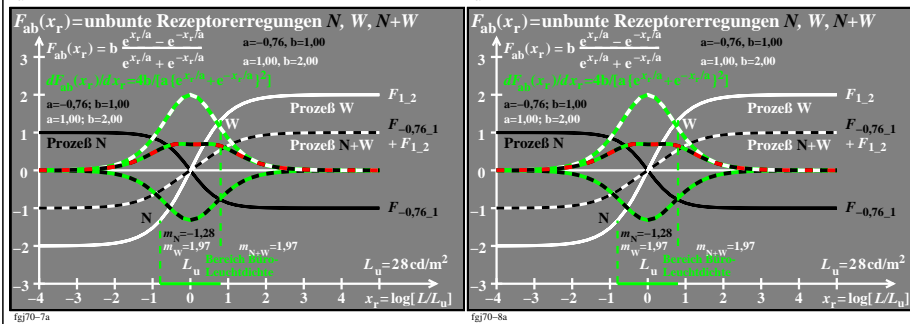 F_ab(x_r)=unbunte Rezeptorerregungen N, W, N+W
F_ab(x_r)=b (e^{x_r/a} − e^{−x_r/a}) / (e^{x_r/a} + e^{−x_r/a})
a=−0,76, b=1,00
a=1,00, b=2,00
dF_ab(x_r)/dx_r=4b/[a{e^{x_r/a}+e^{−x_r/a}}^2]
a=−0,76; b=1,00
a=1,00; b=2,00
3
2
1
0
−1
−2
−3
Prozeß W
F_1_2
W
F_−0,76_1
+ F_1_2
Prozeß N
Prozeß N+W
F_−0,76_1
N
m_N=−1,28
m_W=1,97
m_N+W=1,97
L_u
Bereich Büro-
Leuchtdichte
L_u=28cd/m^2
−4 −3 −2 −1 0 1 2 3 4
x_r=log[L/L_u]
fgj70−7a
F_ab(x_r)=unbunte Rezeptorerregungen N, W, N+W
F_ab(x_r)=b (e^{x_r/a} − e^{−x_r/a}) / (e^{x_r/a} + e^{−x_r/a})
a=−0,76, b=1,00
a=1,00, b=2,00
dF_ab(x_r)/dx_r=4b/[a{e^{x_r/a}+e^{−x_r/a}}^2]
a=−0,76; b=1,00
a=1,00; b=2,00
3
2
1
0
−1
−2
−3
Prozeß W
F_1_2
W
F_−0,76_1
+ F_1_2
Prozeß N
Prozeß N+W
F_−0,76_1
N
m_N=−1,28
m_W=1,97
m_N+W=1,97
L_u
Bereich Büro-
Leuchtdichte
L_u=28cd/m^2
−4 −3 −2 −1 0 1 2 3 4
x_r=log[L/L_u]
fgj70−8a